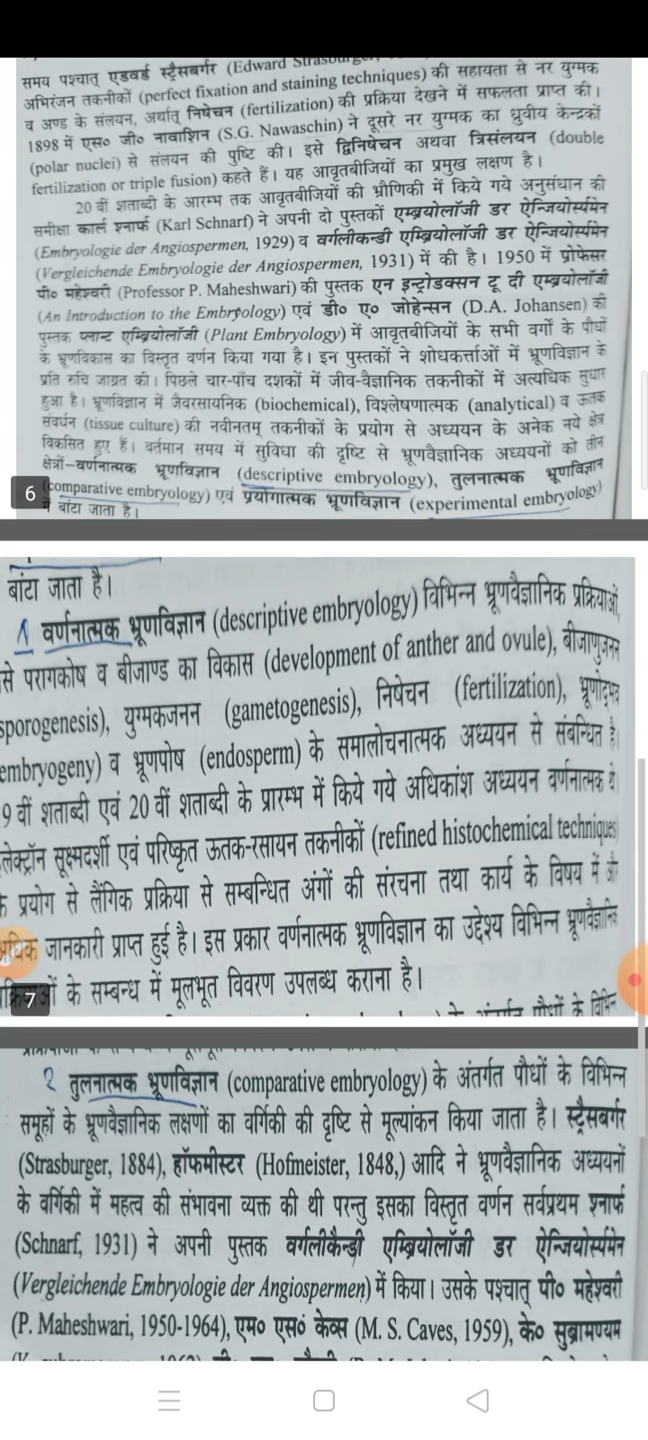 समय पश्चात् एडवर्ड स्ट्रैसबर्गर (Edward Strasburger,
अभिरंजन तकनीकों (perfect fixation and staining techniques) की सहायता से नर युग्मक
व अण्ड के संलयन, अर्थात् निषेचन (fertilization) की प्रक्रिया देखने में सफलता प्राप्त की।
1898 में एस० जी० नावाशिन (S.G. Nawaschin) ने दूसरे नर युग्मक का ध्रुवीय केन्द्रकों
(polar nuclei) से संलयन की पुष्टि की। इसे द्विनिषेचन अथवा त्रिसंलयन (double
fertilization or triple fusion) कहते हैं। यह आवृतबीजियों का प्रमुख लक्षण है।
20 वीं शताब्दी के आरम्भ तक आवृतबीजियों की भ्रौणिकी में किये गये अनुसंधान की
समीक्षा कार्ल श्नार्फ (Karl Schnarf) ने अपनी दो पुस्तकों एम्ब्रयोलॉजी डर ऐन्जियोर्स्पमेन
(Embryologie der Angiospermen, 1929) व वर्गलीकन्डी एम्ब्रियोलॉजी डर ऐन्जियोर्स्पमेन
(Vergleichende Embryologie der Angiospermen, 1931) में की है। 1950 में प्रोफेसर
पी० महेश्वरी (Professor P. Maheshwari) की पुस्तक एन इन्ट्रोडक्सन टू दी एम्ब्रयोलॉजी
(An Introduction to the Embryology) एवं डी० ए० जोहेन्सन (D.A. Johansen) की
पुस्तक प्लान्ट एम्ब्रियोलॉजी (Plant Embryology) में आवृतबीजियों के सभी वर्गों के पौधों
के भ्रूणविकास का विस्तृत वर्णन किया गया है। इन पुस्तकों ने शोधकर्त्ताओं में भ्रूणविज्ञान के
प्रति रुचि जाग्रत की। पिछले चार-पाँच दशकों में जीव-वैज्ञानिक तकनीकों में अत्यधिक सुधार
हुआ है। भ्रूणविज्ञान में जैवरसायनिक (biochemical), विश्लेषणात्मक (analytical) व ऊतक
संवर्धन (tissue culture) की नवीनतम् तकनीकों के प्रयोग से अध्ययन के अनेक नये क्षेत्र
विकसित हुए हैं। वर्तमान समय में सुविधा की दृष्टि से भ्रूणवैज्ञानिक अध्ययनों को तीन
क्षेत्रों–वर्णनात्मक भ्रूणविज्ञान (descriptive embryology), तुलनात्मक भ्रूणविज्ञान
6 (comparative embryology) एवं प्रयोगात्मक भ्रूणविज्ञान (experimental embryology)
में बांटा जाता है।
बांटा जाता है।
1 वर्णनात्मक भ्रूणविज्ञान (descriptive embryology) विभिन्न भ्रूणवैज्ञानिक प्रक्रियाओं,
से परागकोष व बीजाण्ड का विकास (development of anther and ovule), बीजाणुजनन
sporogenesis), युग्मकजनन (gametogenesis), निषेचन (fertilization), भ्रूणोद्भव
embryogeny) व भ्रूणपोष (endosperm) के समालोचनात्मक अध्ययन से संबन्धित है।
9 वीं शताब्दी एवं 20 वीं शताब्दी के प्रारम्भ में किये गये अधिकांश अध्ययन वर्णनात्मक थे
लेक्ट्रॉन सूक्ष्मदर्शी एवं परिष्कृत ऊतक-रसायन तकनीकों (refined histochemical techniques
प्रयोग से लैंगिक प्रक्रिया से सम्बन्धित अंगों की संरचना तथा कार्य के विषय में
अधिक जानकारी प्राप्त हुई है। इस प्रकार वर्णनात्मक भ्रूणविज्ञान का उद्देश्य विभिन्न भ्रूणवैज्ञानिक
7 के सम्बन्ध में मूलभूत विवरण उपलब्ध कराना है।
के अंतर्गत पौधों के विभिन्न
2 तुलनात्मक भ्रूणविज्ञान (comparative embryology) के अंतर्गत पौधों के विभिन्न
समूहों के भ्रूणवैज्ञानिक लक्षणों का वर्गिकी की दृष्टि से मूल्यांकन किया जाता है। स्ट्रैसबर्गर
(Strasburger, 1884), हॉफमीस्टर (Hofmeister, 1848,) आदि ने भ्रूणवैज्ञानिक अध्ययनों
के वर्गिकी में महत्व की संभावना व्यक्त की थी परन्तु इसका विस्तृत वर्णन सर्वप्रथम श्नार्फ
(Schnarf, 1931) ने अपनी पुस्तक वर्गलीकैन्डी एम्ब्रियोलॉजी डर ऐन्जियोर्स्पमेन
(Vergleichende Embryologie der Angiospermen) में किया। उसके पश्चात् पी० महेश्वरी
(P. Maheshwari, 1950-1964), एम० एस० केव्स (M. S. Caves, 1959), के० सुब्रामण्यम